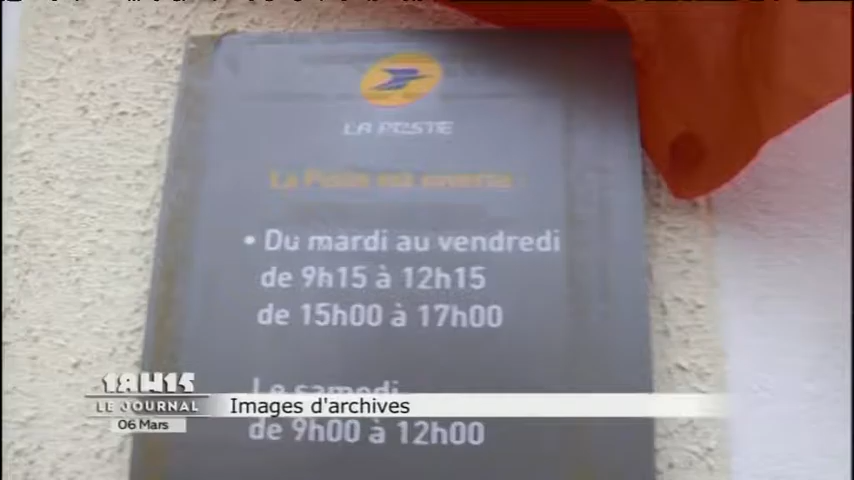 LA POSTE
La Poste est ouverte :
• Du mardi au vendredi
de 9h15 à 12h15
de 15h00 à 17h00
Le samedi
de 9h00 à 12h00
18H15
LE JOURNAL
06 Mars
Images d'archives